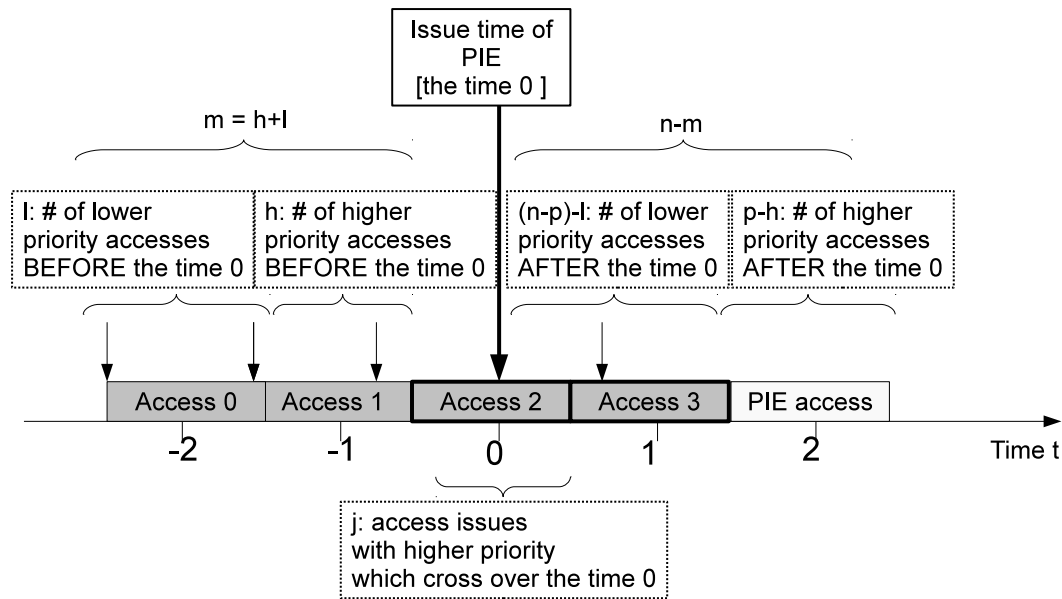 Issue time of
PIE
[the time 0 ]
m = h+l
n-m
l: # of lower
priority accesses
BEFORE the time 0
h: # of higher
priority accesses
BEFORE the time 0
(n-p)-l: # of lower
priority accesses
AFTER the time 0
p-h: # of higher
priority accesses
AFTER the time 0
Access 0
Access 1
Access 2
Access 3
PIE access
-2
-1
0
1
2
Time t
j: access issues
with higher priority
which cross over the time 0